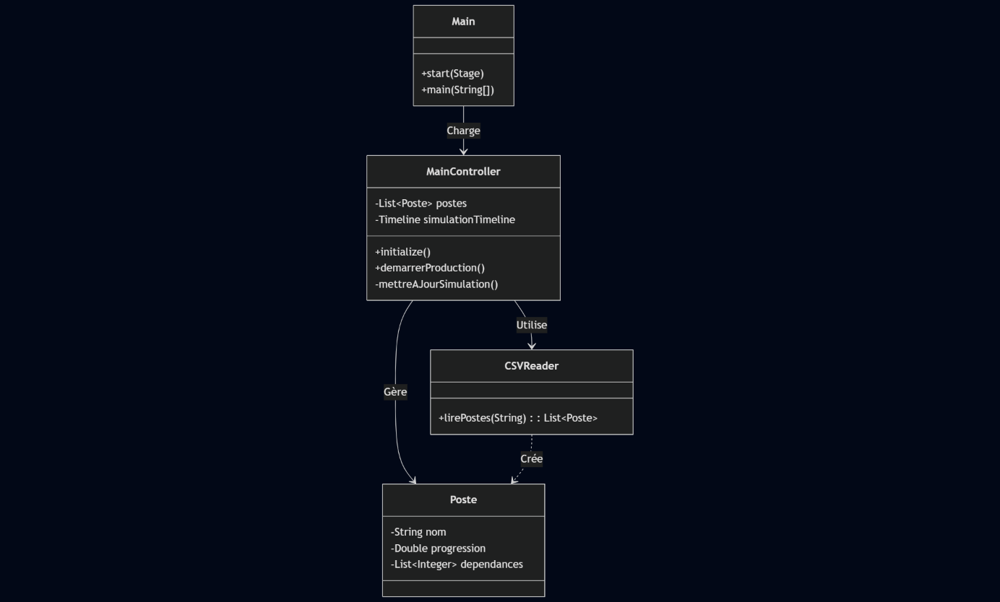 Main
+start(Stage)
+main(String[])
Charge
MainController
-List<Poste> postes
-Timeline simulationTimeline
+initialize()
+demarrerProduction()
-mettreAJourSimulation()
Utilise
CSVReader
Gère
+lirePostes(String) : : List<Poste>
Crée
Poste
-String nom
-Double progression
-List<Integer> dependances